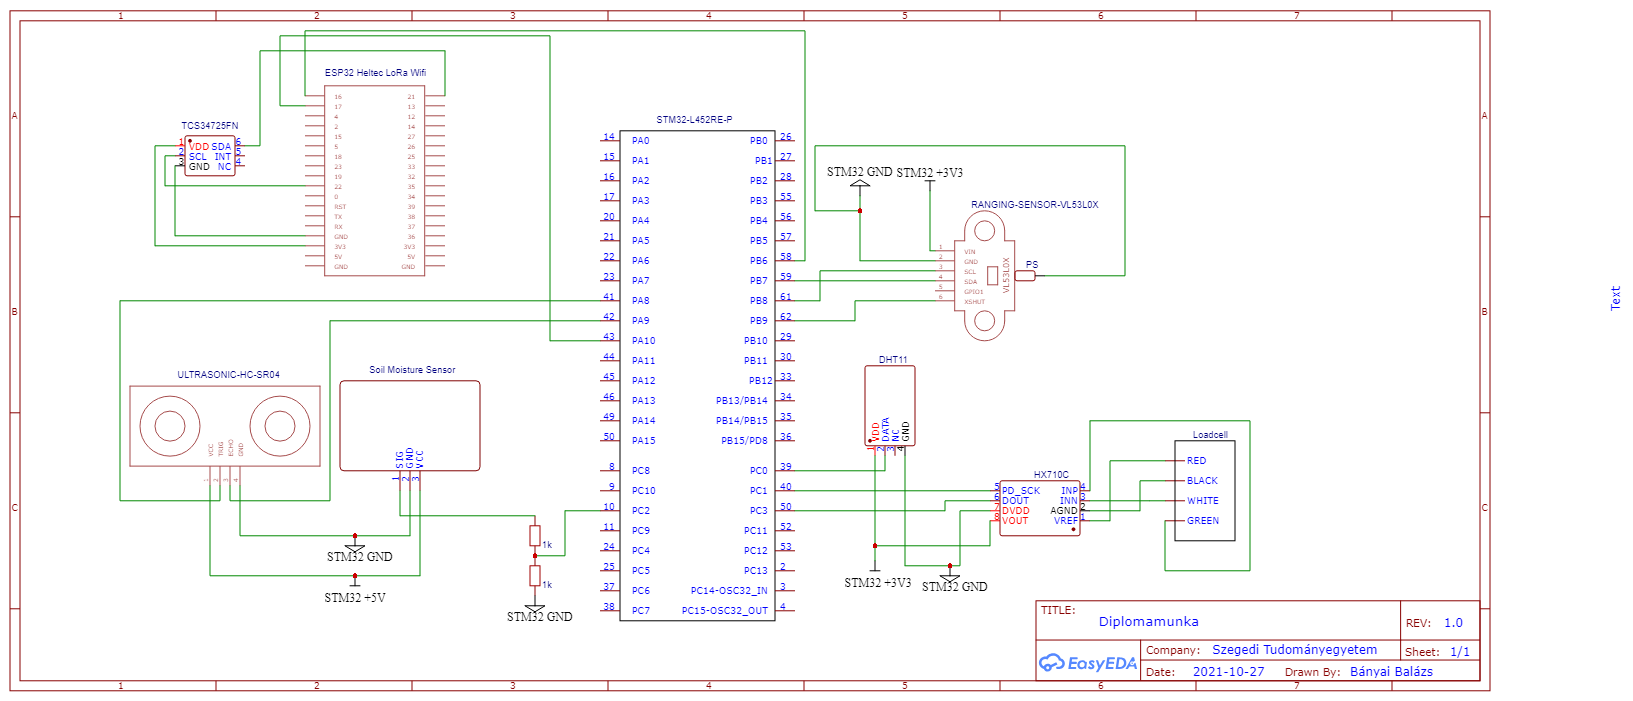 1 2 3 4 5 6 7
A
B
C
A
B
C
ESP32 Heltec LoRa Wifi
16 21
17 13
4 12
2 14
15 27
5 26
18 25
23 33
19 32
22 35
0 34
RST 39
TX 38
RX 37
GND 36
3V3 3V3
5V 5V
GND GND
TCS34725FN
1 VDD SDA 6
2 SCL INT 5
3 GND NC 4
STM32-L452RE-P
14 PA0 PB0 26
15 PA1 PB1 27
16 PA2 PB2 28
17 PA3 PB3 55
20 PA4 PB4 56
21 PA5 PB5 57
22 PA6 PB6 58
23 PA7 PB7 59
41 PA8 PB8 61
42 PA9 PB9 62
43 PA10 PB10 29
44 PA11 PB11 30
45 PA12 PB12 33
46 PA13 PB13/PB14 34
49 PA14 PB14/PB15 35
50 PA15 PB15/PD8 36
8 PC8 PC0 39
9 PC10 PC1 40
10 PC2 PC3 50
11 PC9 PC11 52
24 PC4 PC12 53
25 PC5 PC13 2
37 PC6 PC14-OSC32_IN 3
38 PC7 PC15-OSC32_OUT 4
STM32 GND
STM32 +3V3
RANGING-SENSOR-VL53L0X
1 VIN
2 GND
3 SCL
4 SDA
5 GPIO1
6 XSHUT
VL53L0X
PS
Text
ULTRASONIC-HC-SR04
VCC
TRIG
ECHO
GND
1
2
3
4
Soil Moisture Sensor
SIG
GND
VCC
1
2
3
STM32 GND
STM32 +5V
1k
1k
STM32 GND
DHT11
VDD
DATA
NC
GND
1
2
3
4
STM32 +3V3
STM32 GND
HX710C
5 PD_SCK INP 4
6 DOUT INN 3
7 DVDD AGND 2
8 VOUT VREF 1
Loadcell
RED
BLACK
WHITE
GREEN
TITLE:
Diplomamunka
REV: 1.0
EasyEDA
Company: Szegedi Tudományegyetem
Sheet: 1/1
Date: 2021-10-27
Drawn By: Bányai Balázs
1 2 3 4 5 6 7